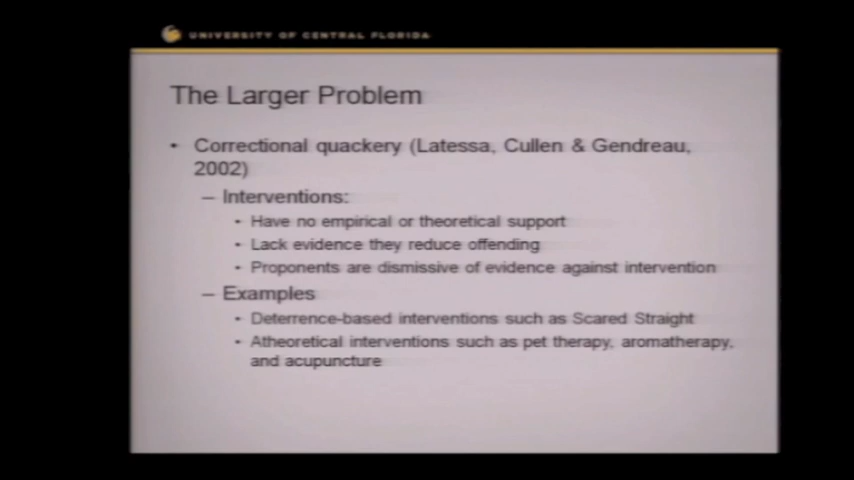 UNIVERSITY OF CENTRAL FLORIDA
The Larger Problem
• Correctional quackery (Latessa, Cullen & Gendreau,
2002)
– Interventions:
• Have no empirical or theoretical support
• Lack evidence they reduce offending
• Proponents are dismissive of evidence against intervention
– Examples
• Deterrence-based interventions such as Scared Straight
• Atheoretical interventions such as pet therapy, aromatherapy,
and acupuncture